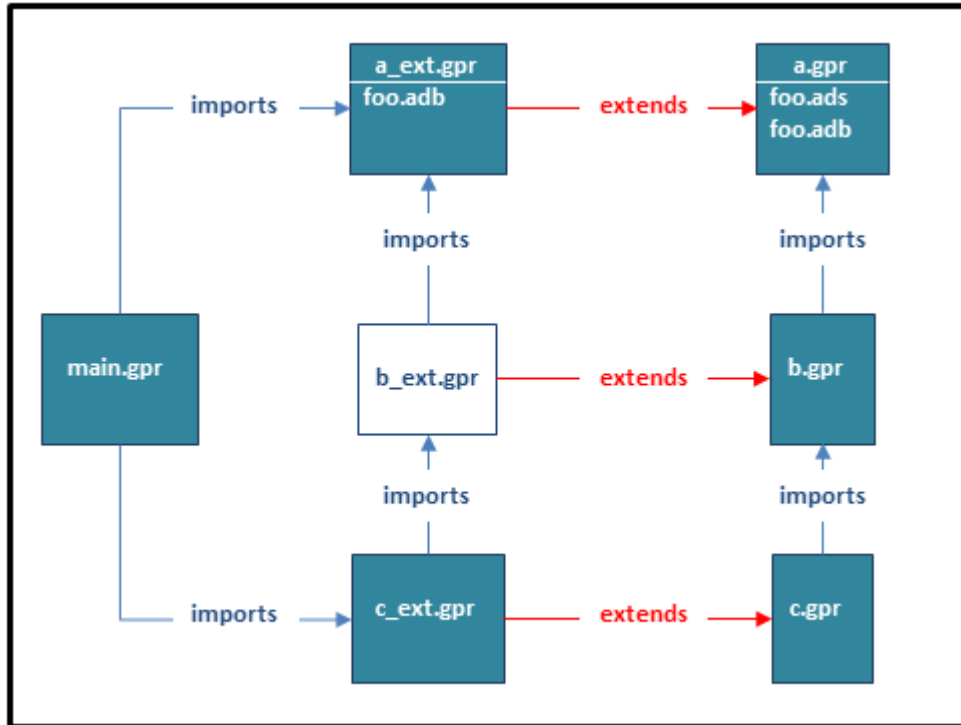 a_ext.gpr
foo.adb
a.gpr
foo.ads
foo.adb
imports
extends
imports
imports
main.gpr
b_ext.gpr
extends
b.gpr
imports
imports
imports
c_ext.gpr
extends
c.gpr